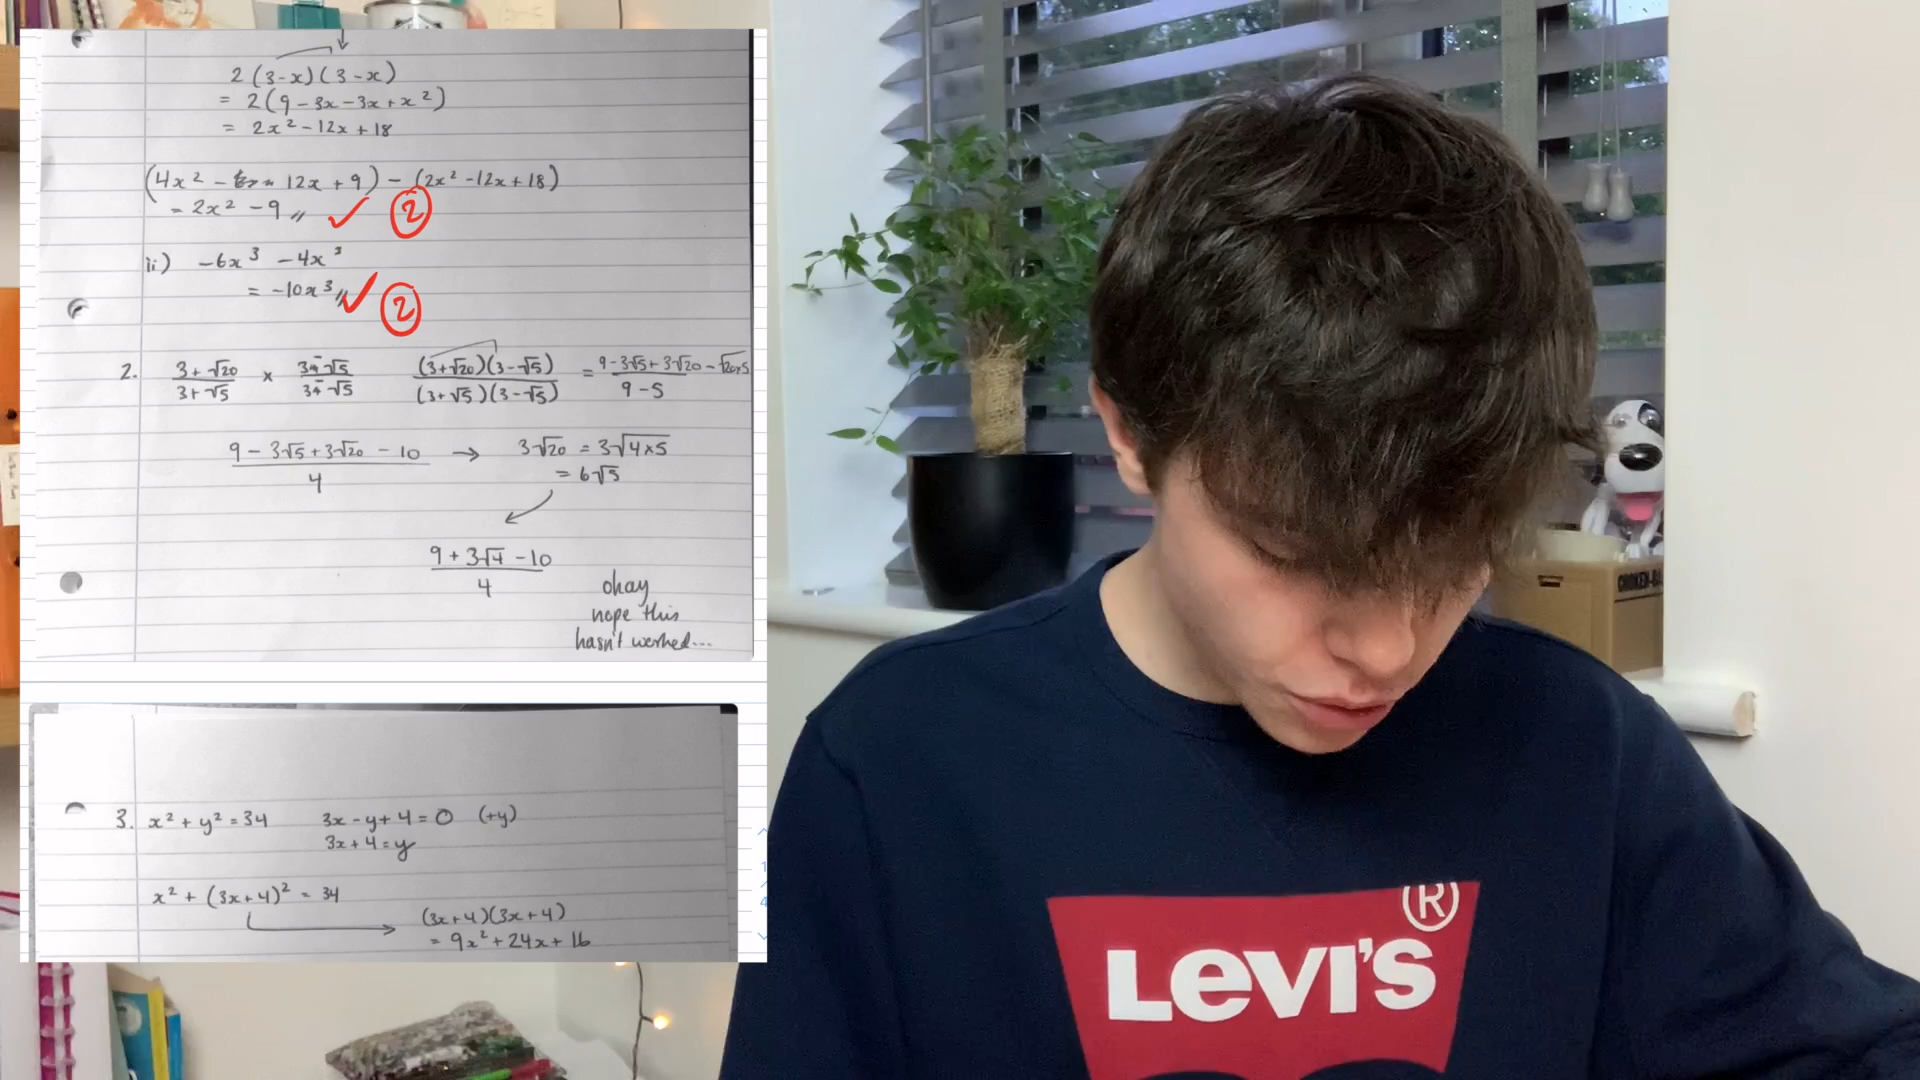 2(3-x)(3-x)
= 2(9-3x-3x+x²)
= 2x²-12x+18
(4x² - 12x + 9) - (2x²-12x+18)
= 2x² - 9 // ✓ ②
ii) -6x³ - 4x³
= -10x³ // ✓ ②
2. (3+√20)/(3+√5) × (3-√5)/(3-√5) ((3+√20)(3-√5))/((3+√5)(3-√5)) = (9-3√5+3√20-√20×5)/(9-5)
(9-3√5+3√20-10)/4 → 3√20 = 3√4×5
= 6√5
(9+3√4-10)/4
okay
nope this
hasn't worked...
3. x²+y²=34 3x-y+4=0 (+y)
3x+4=y
x²+(3x+4)²=34
(3x+4)(3x+4)
= 9x²+24x+16
LEVI'S
®